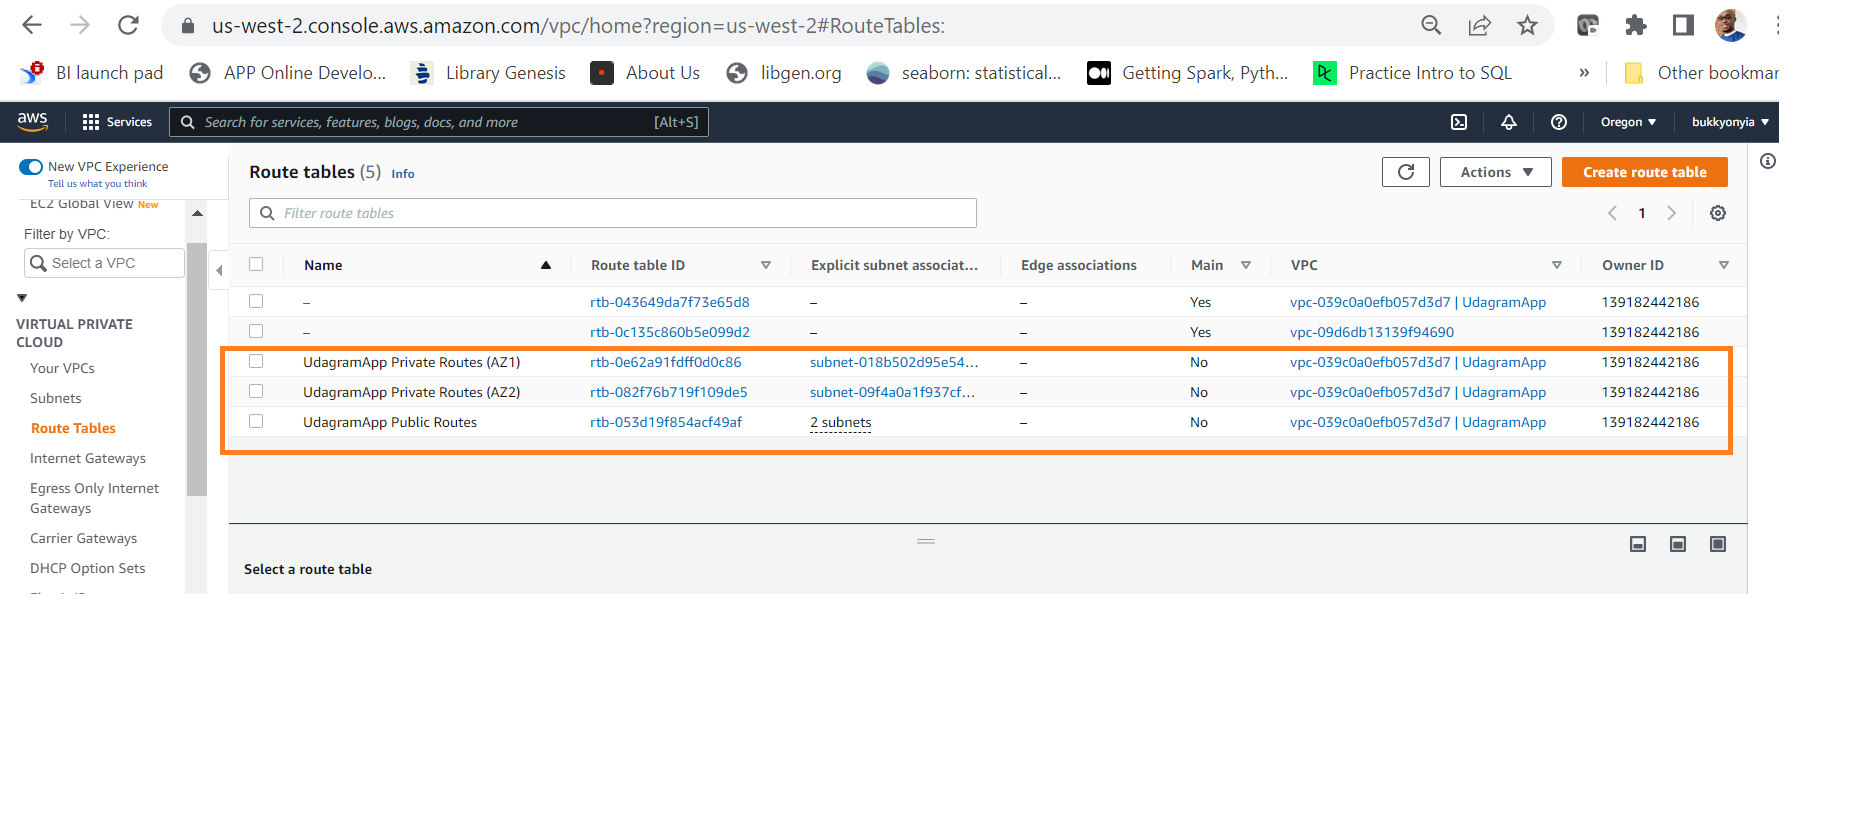 us-west-2.console.aws.amazon.com/vpc/home?region=us-west-2#RouteTables:
BI launch pad APP Online Develo... Library Genesis About Us libgen.org seaborn: statistical... Getting Spark, Pyth... Practice Intro to SQL » Other bookmar
aws Services Search for services, features, blogs, docs, and more [Alt+S] Oregon bukkyonyia
New VPC Experience
Tell us what you think
EC2 Global View New
Filter by VPC:
Select a VPC
VIRTUAL PRIVATE
CLOUD
Your VPCs
Subnets
Route Tables
Internet Gateways
Egress Only Internet
Gateways
Carrier Gateways
DHCP Option Sets
Route tables (5) Info
Actions Create route table
Filter route tables
1
Name Route table ID Explicit subnet associat... Edge associations Main VPC Owner ID
– rtb-043649da7f73e65d8 – – Yes vpc-039c0a0efb057d3d7 | UdagramApp 139182442186
– rtb-0c135c860b5e099d2 – – Yes vpc-09d6db13139f94690 139182442186
UdagramApp Private Routes (AZ1) rtb-0e62a91fdff0d0c86 subnet-018b502d95e54... – No vpc-039c0a0efb057d3d7 | UdagramApp 139182442186
UdagramApp Private Routes (AZ2) rtb-082f76b719f109de5 subnet-09f4a0a1f937cf... – No vpc-039c0a0efb057d3d7 | UdagramApp 139182442186
UdagramApp Public Routes rtb-053d19f854acf49af 2 subnets – No vpc-039c0a0efb057d3d7 | UdagramApp 139182442186
Select a route table